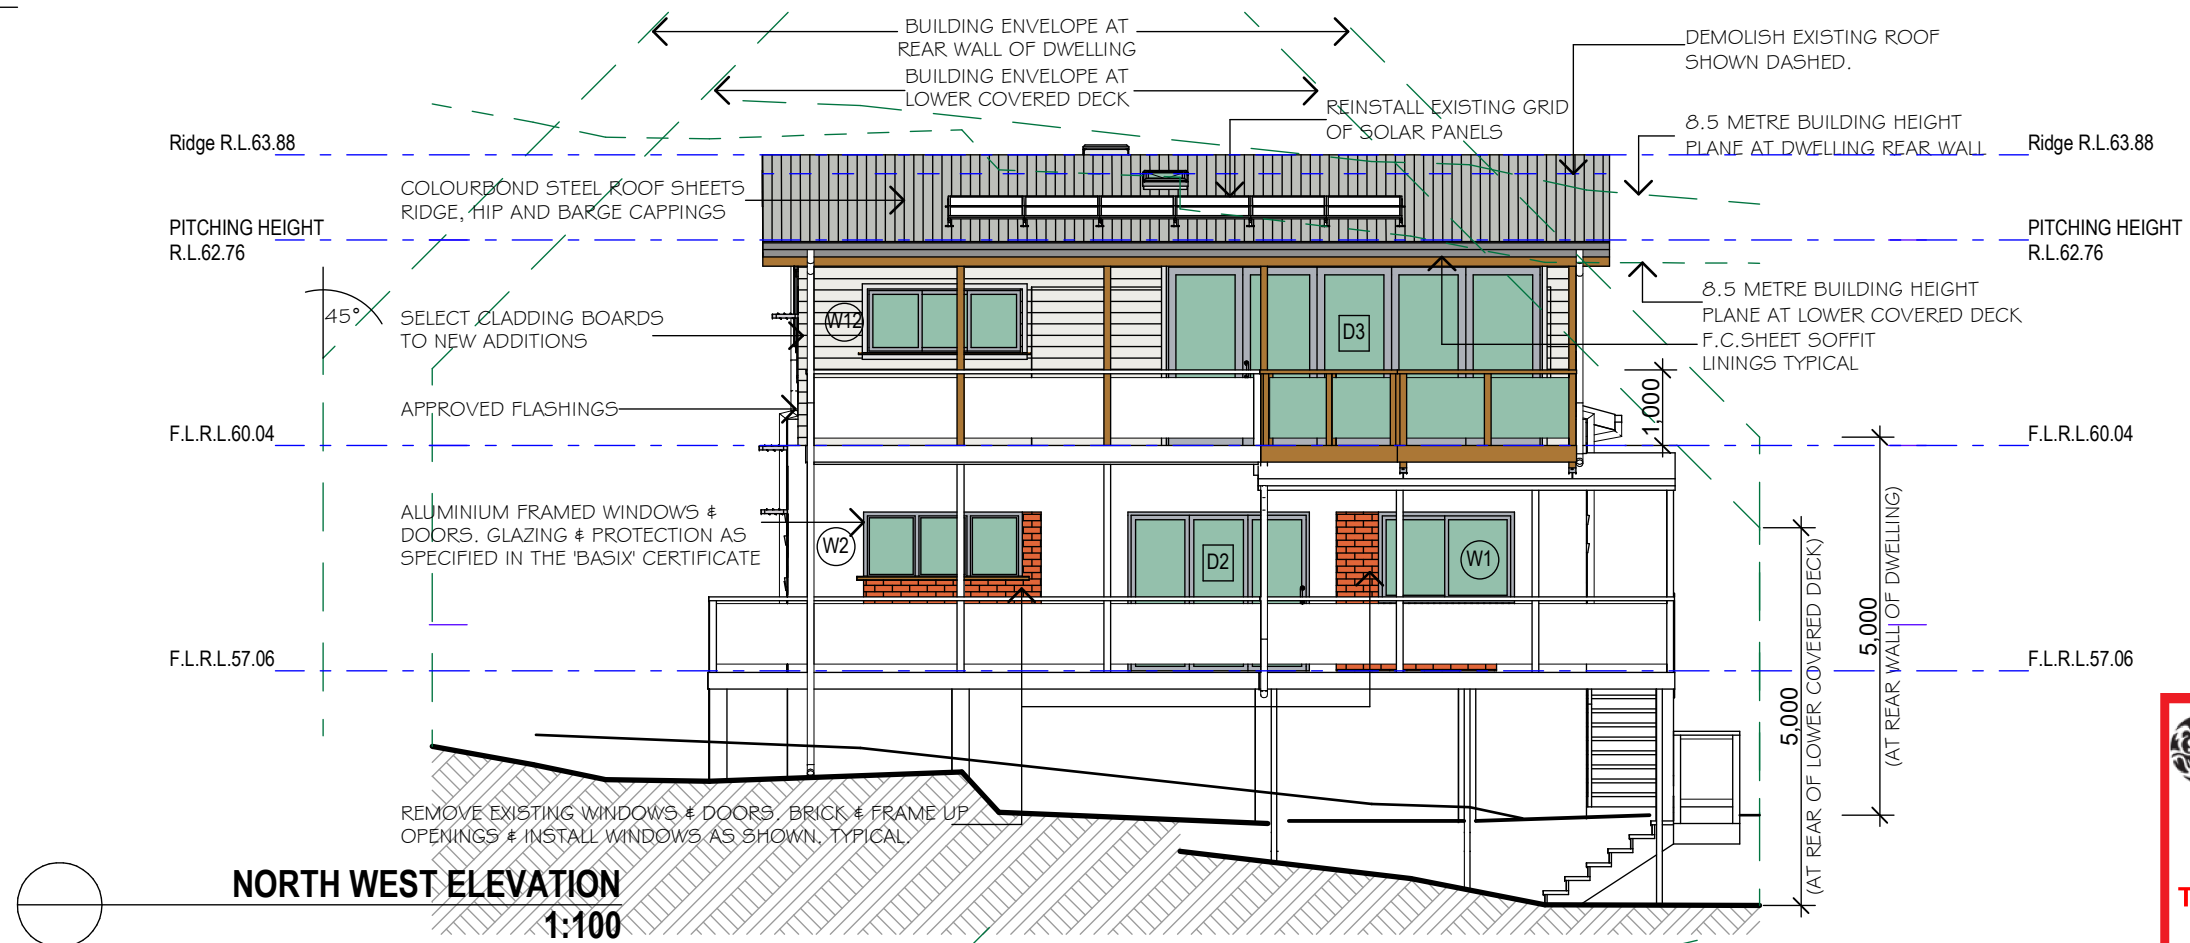 BUILDING ENVELOPE AT
REAR WALL OF DWELLING
BUILDING ENVELOPE AT
LOWER COVERED DECK
DEMOLISH EXISTING ROOF
SHOWN DASHED.
REINSTALL EXISTING GRID
OF SOLAR PANELS
8.5 METRE BUILDING HEIGHT
PLANE AT DWELLING REAR WALL
Ridge R.L.63.88
Ridge R.L.63.88
COLOURBOND STEEL ROOF SHEETS
RIDGE, HIP AND BARGE CAPPINGS
PITCHING HEIGHT
R.L.62.76
PITCHING HEIGHT
R.L.62.76
8.5 METRE BUILDING HEIGHT
PLANE AT LOWER COVERED DECK
F.C.SHEET SOFFIT
LININGS TYPICAL
45°
SELECT CLADDING BOARDS
TO NEW ADDITIONS
W12
D3
APPROVED FLASHINGS
1,000
F.L.R.L.60.04
F.L.R.L.60.04
ALUMINIUM FRAMED WINDOWS &
DOORS. GLAZING & PROTECTION AS
SPECIFIED IN THE 'BASIX' CERTIFICATE
W2
D2
W1
5,000
(AT REAR OF LOWER COVERED DECK)
5,000
(AT REAR WALL OF DWELLING)
F.L.R.L.57.06
F.L.R.L.57.06
REMOVE EXISTING WINDOWS & DOORS. BRICK & FRAME UP
OPENINGS & INSTALL WINDOWS AS SHOWN. TYPICAL.
NORTH WEST ELEVATION
1:100
T